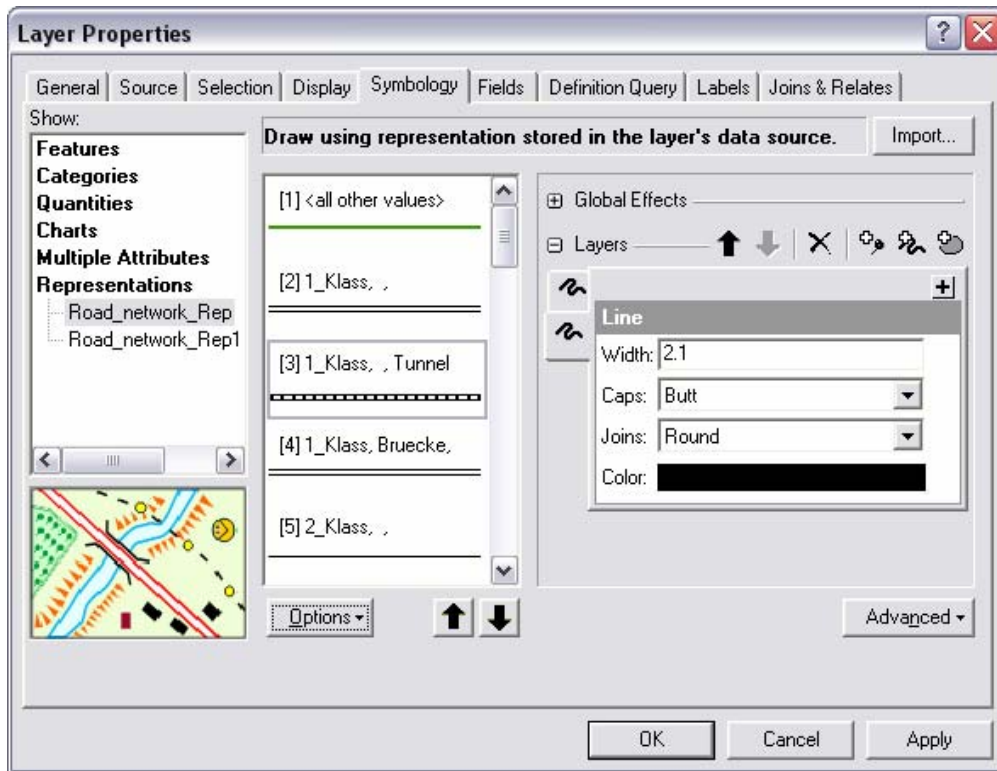 Layer Properties
General Source Selection Display Symbology Fields Definition Query Labels Joins & Relates
Show:
Features
Categories
Quantities
Charts
Multiple Attributes
Representations
Road_network_Rep
Road_network_Rep1
Draw using representation stored in the layer's data source.
Import...
[1] <all other values>
[2] 1_Klass, ,
[3] 1_Klass, , Tunnel
[4] 1_Klass, Bruecke,
[5] 2_Klass, ,
Options
Global Effects
Layers
Line
Width: 2.1
Caps: Butt
Joins: Round
Color:
Advanced
OK Cancel Apply